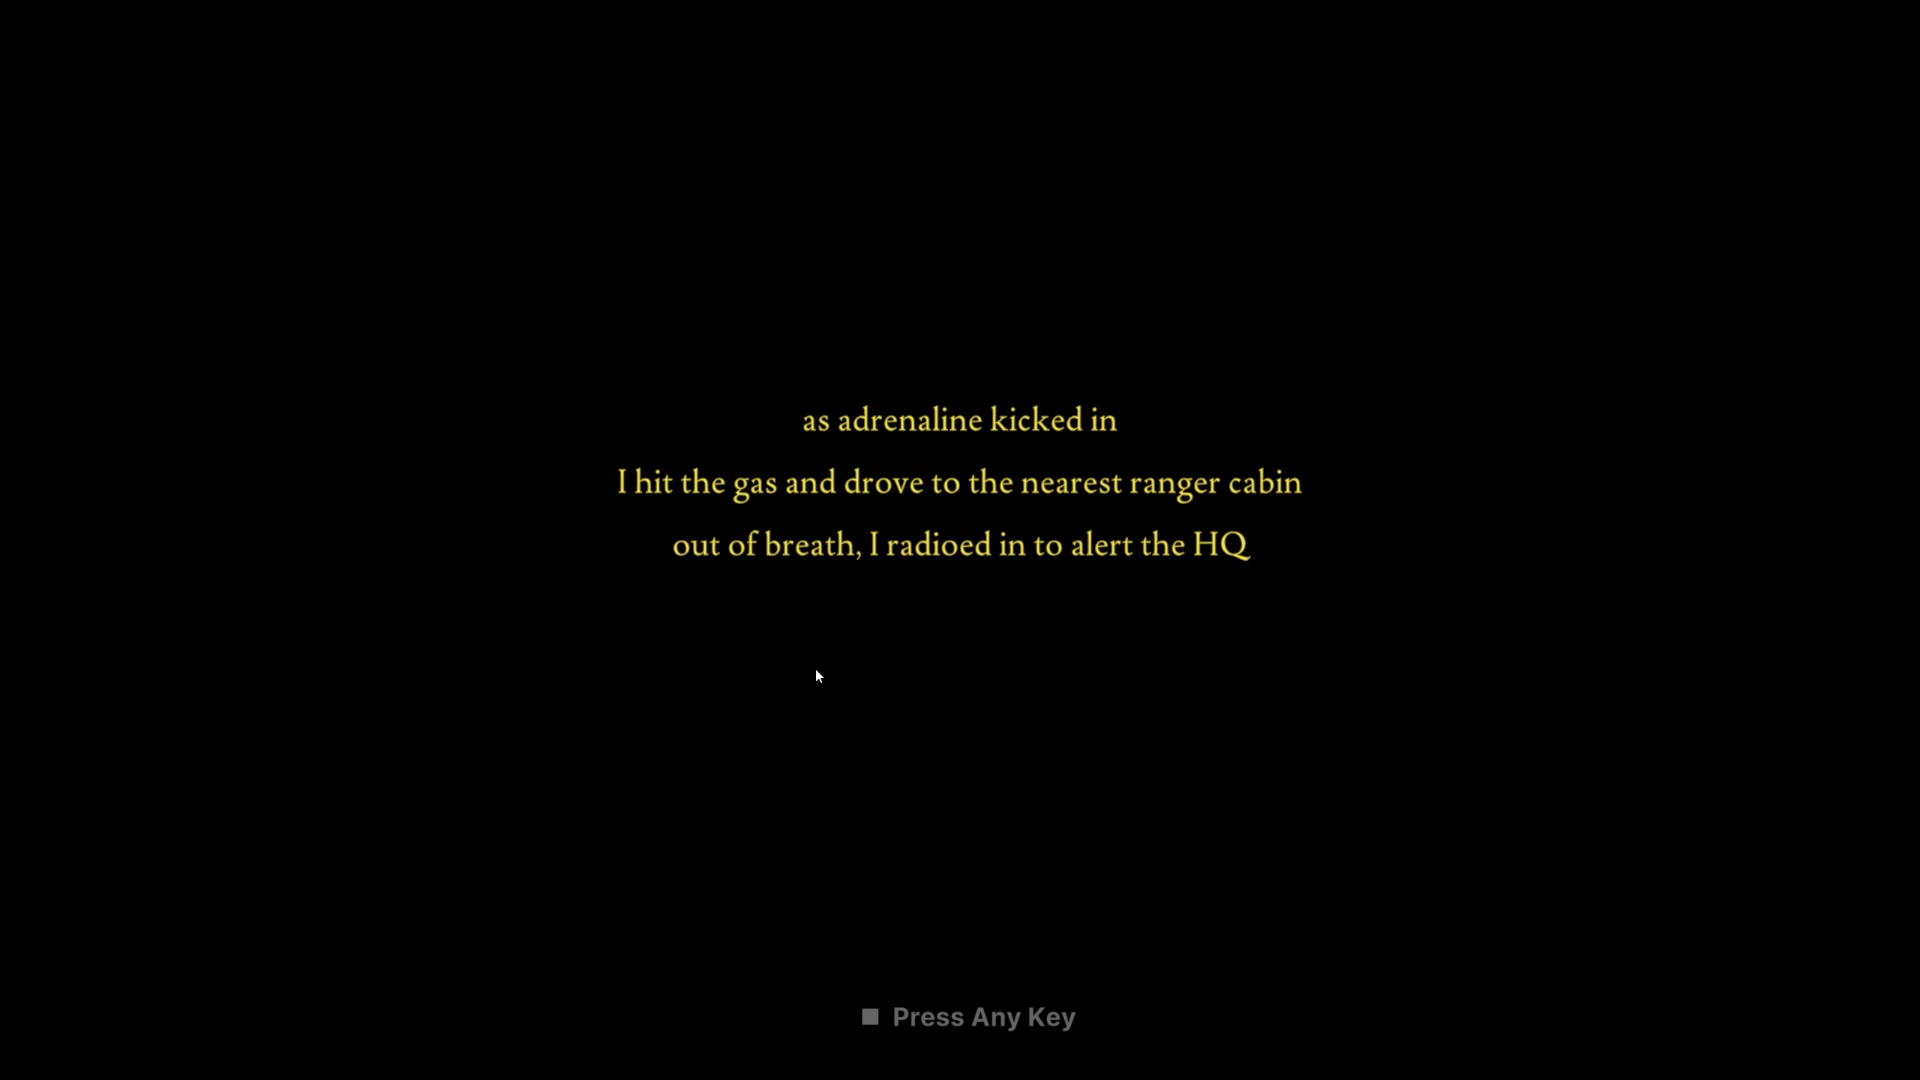 as adrenaline kicked in
I hit the gas and drove to the nearest ranger cabin
out of breath, I radioed in to alert the HQ
Press Any Key